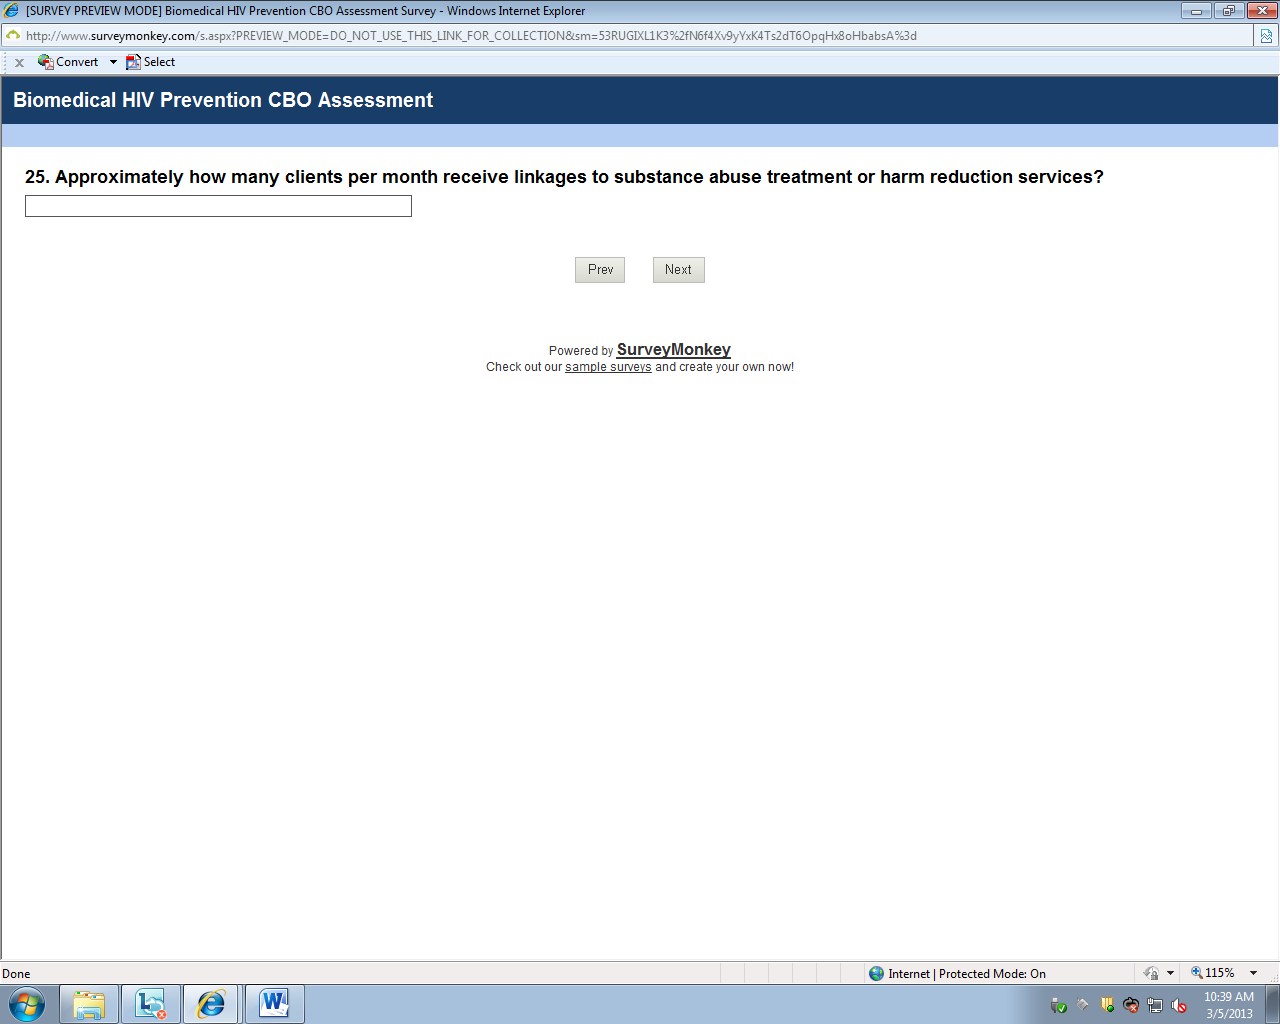 [SURVEY PREVIEW MODE] Biomedical HIV Prevention CBO Assessment Survey - Windows Internet Explorer
http://www.surveymonkey.com/s.aspx?PREVIEW_MODE=DO_NOT_USE_THIS_LINK_FOR_COLLECTION&sm=53RUGIXL1K3%2fN6f4Xv9yYxK4Ts2dT6OpqHx8oHbabsA%3d
x Convert Select
Biomedical HIV Prevention CBO Assessment
25. Approximately how many clients per month receive linkages to substance abuse treatment or harm reduction services?
Prev Next
Powered by SurveyMonkey
Check out our sample surveys and create your own now!
Done Internet | Protected Mode: On 115%
10:39 AM
3/5/2013